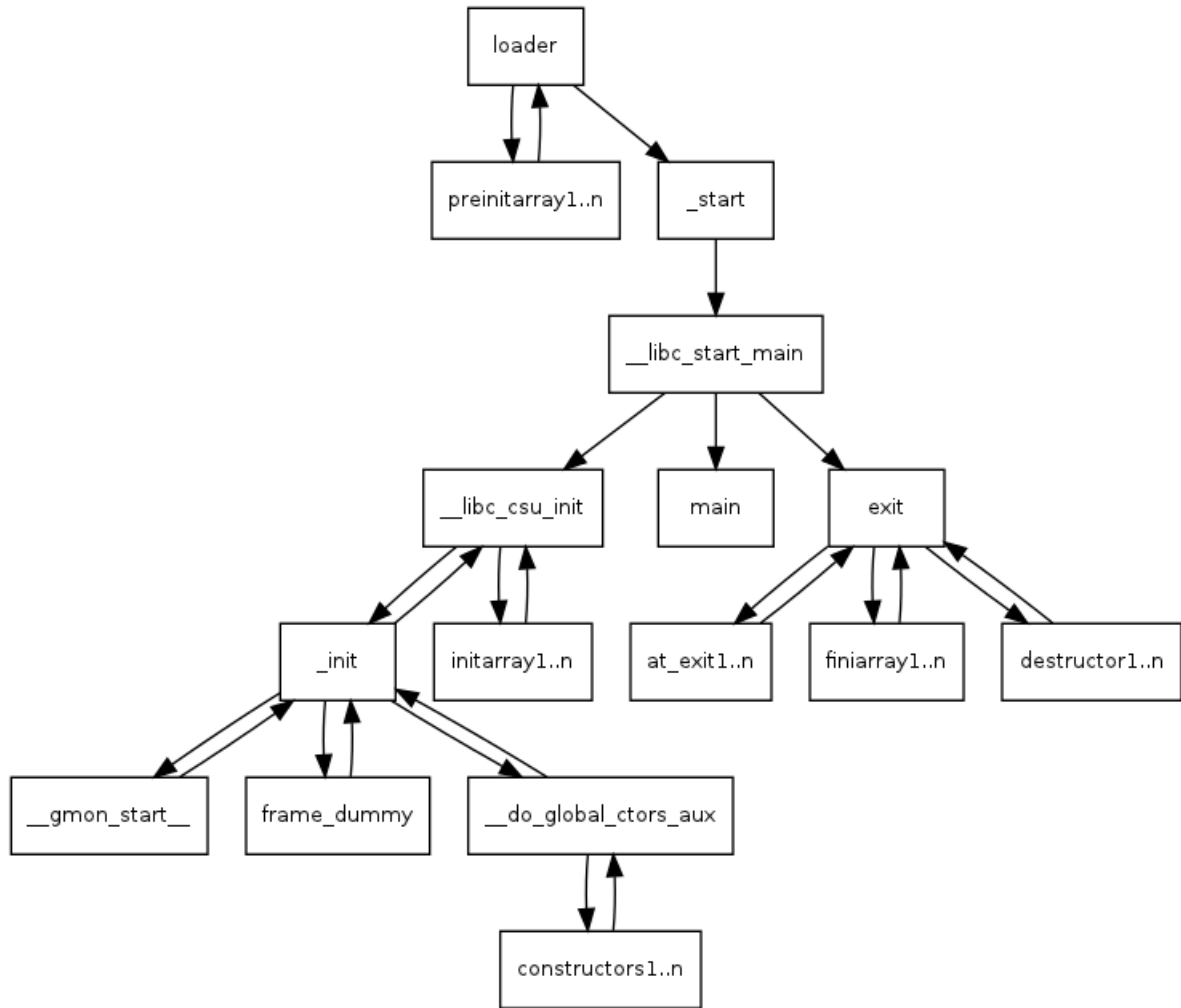 loader
preinitarray1..n
_start
__libc_start_main
__libc_csu_init
main
exit
_init
initarray1..n
at_exit1..n
finiarray1..n
destructor1..n
__gmon_start__
frame_dummy
__do_global_ctors_aux
constructors1..n